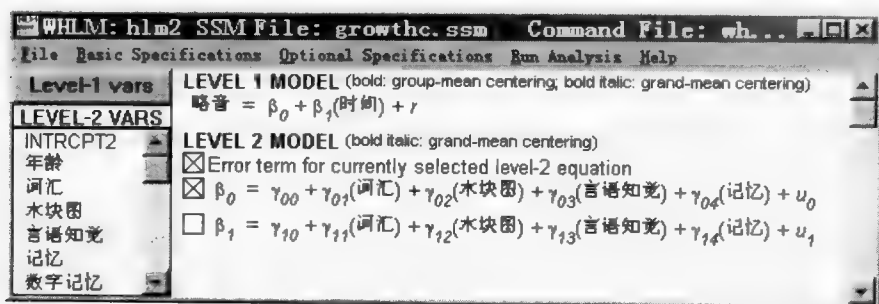 WHLM: hlm2 SSM File: growthc.ssm Command File: wh...
File Basic Specifications Optional Specifications Run Analysis Help
Level-1 vars
LEVEL-2 VARS
INTRCPT2
年龄
词汇
木块图
言语知觉
记忆
数字记忆
LEVEL 1 MODEL (bold: group-mean centering; bold italic: grand-mean centering)
略音 = β0 + β1(时间) + r
LEVEL 2 MODEL (bold italic: grand-mean centering)
Error term for currently selected level-2 equation
β0 = γ00 + γ01(词汇) + γ02(木块图) + γ03(言语知觉) + γ04(记忆) + u0
β1 = γ10 + γ11(词汇) + γ12(木块图) + γ13(言语知觉) + γ14(记忆) + u1